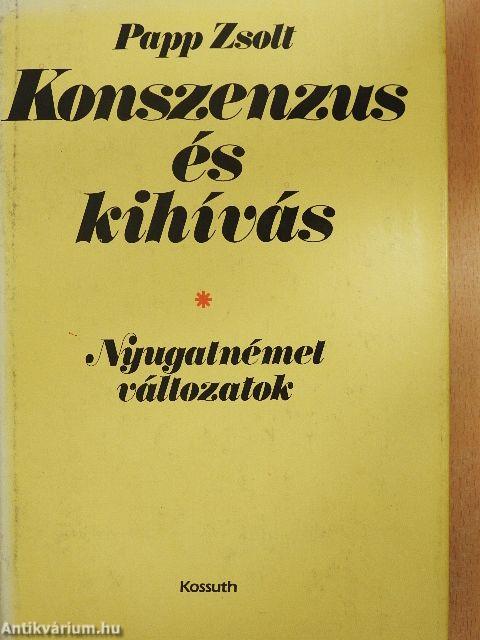 Papp Zsolt
Konszenzus
és
kihívás
*
Nyugatnémet
változatok
Kossuth
Antikvárium.hu